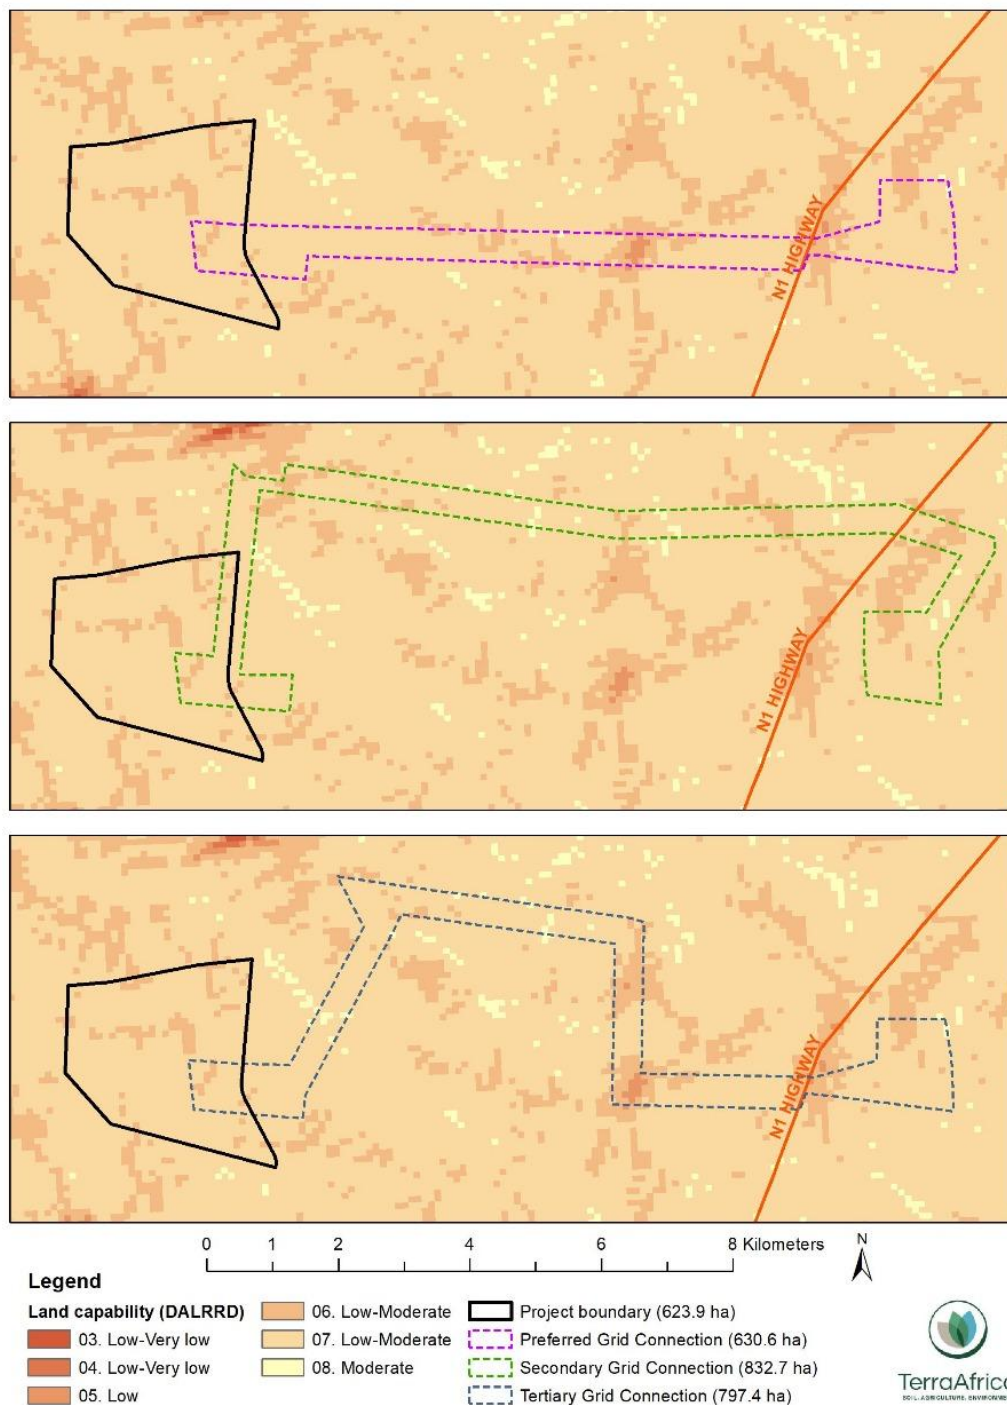 N1 HIGHWAY
N1 HIGHWAY
N1 HIGHWAY
0 1 2 4 6 8 Kilometers
N
Legend
Land capability (DALRRD)
03. Low-Very low
04. Low-Very low
05. Low
06. Low-Moderate
07. Low-Moderate
08. Moderate
Project boundary (623.9 ha)
Preferred Grid Connection (630.6 ha)
Secondary Grid Connection (832.7 ha)
Tertiary Grid Connection (797.4 ha)
TerraAfrica
SOIL. AGRICULTURE. ENVIRONME